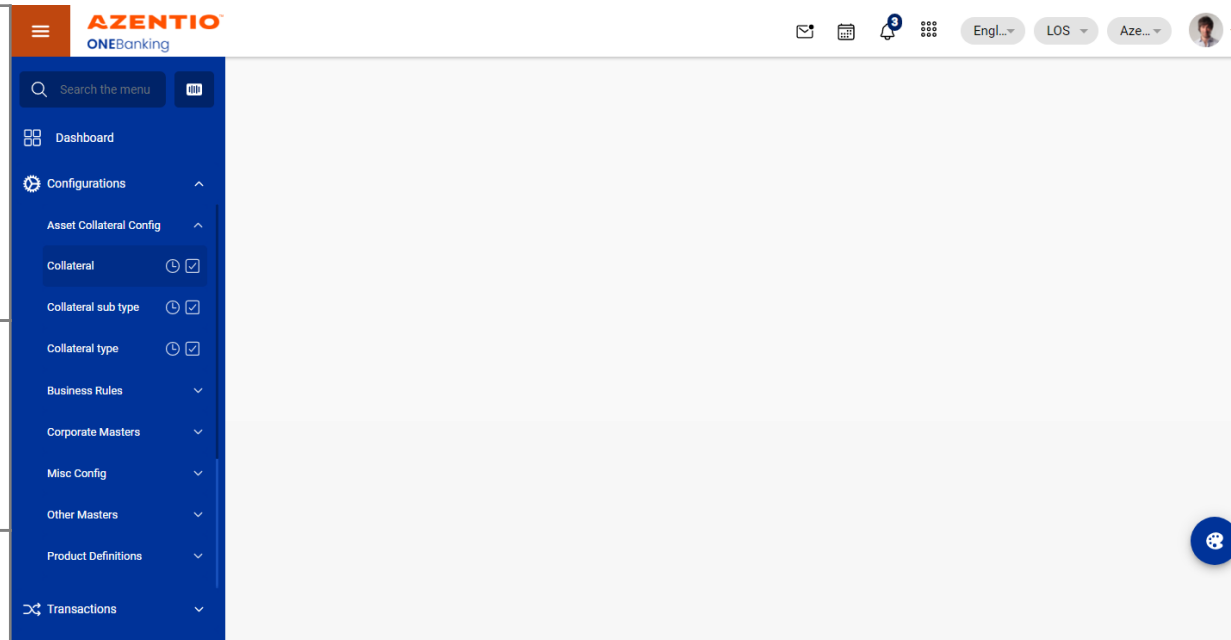 AZENTIO
ONEBanking
3
Engl...
LOS
Aze...
Search the menu
Dashboard
Configurations
Asset Collateral Config
Collateral
Collateral sub type
Collateral type
Business Rules
Corporate Masters
Misc Config
Other Masters
Product Definitions
Transactions